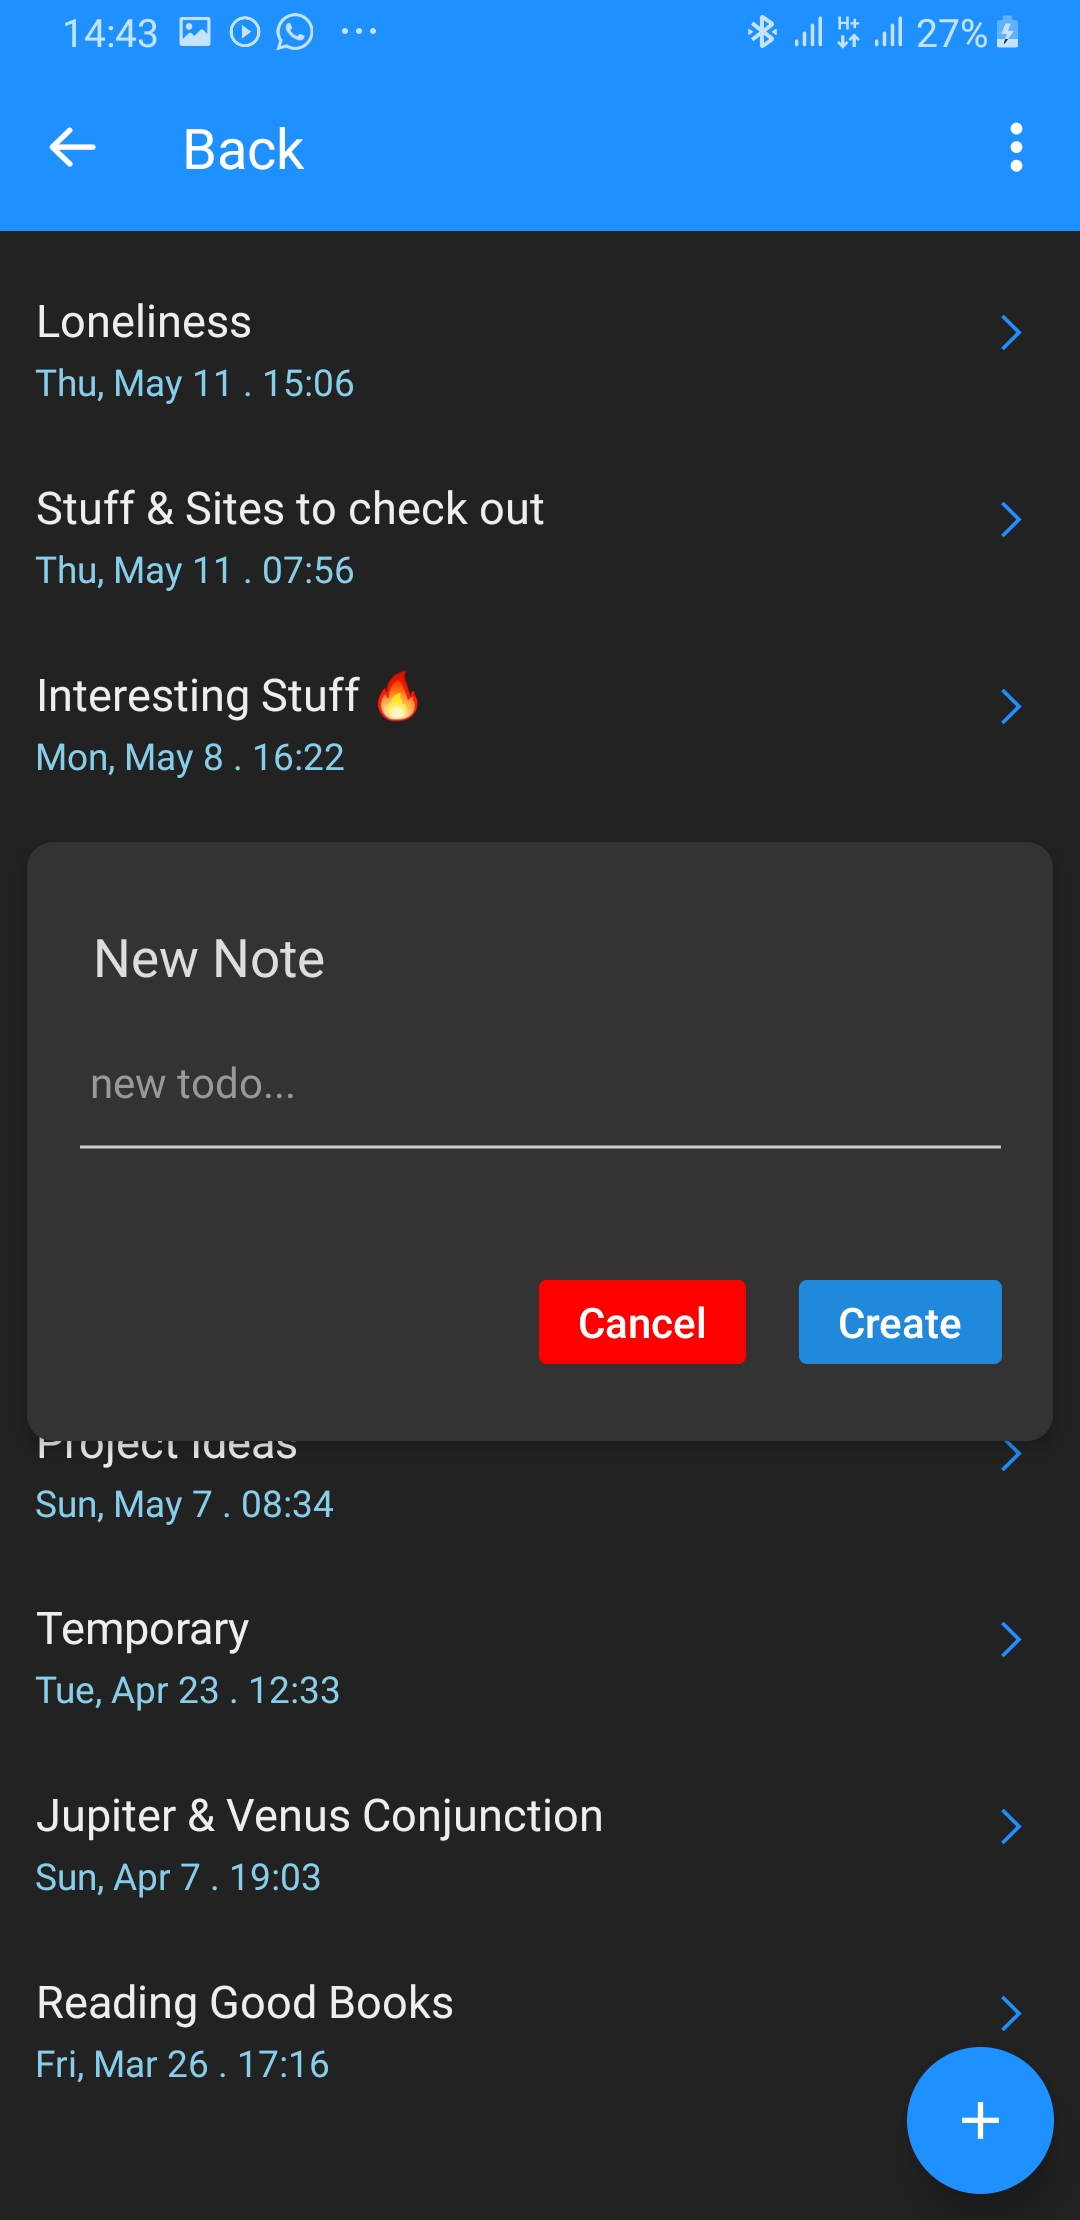 14:43 27%
Back
Loneliness
Thu, May 11 . 15:06
Stuff & Sites to check out
Thu, May 11 . 07:56
Interesting Stuff 🔥
Mon, May 8 . 16:22
New Note
new todo...
Cancel Create
Project Ideas
Sun, May 7 . 08:34
Temporary
Tue, Apr 23 . 12:33
Jupiter & Venus Conjunction
Sun, Apr 7 . 19:03
Reading Good Books
Fri, Mar 26 . 17:16